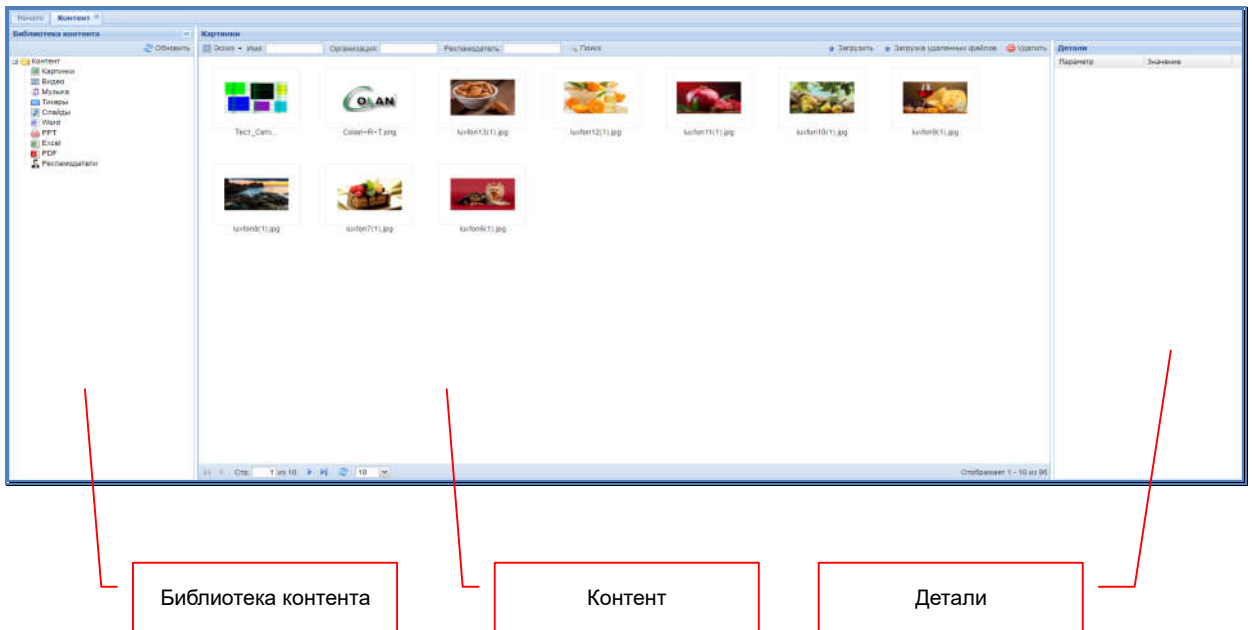 Начало Контент
Библиотека контента Картинки
Обновить Эскиз Имя: Организация: Рекламодатель: Поиск Загрузить Загрузка удаленных файлов Удалить Детали
Контент Параметр Значение
Картинки
Видео
Музыка
Тикеры
Слайды
Word
PPT
Excel
PDF
Рекламодатели
COLAN
Тест_Сетк... Colan-R-T.png luxfon13(1).jpg luxfon12(1).jpg luxfon11(1).jpg luxfon10(1).jpg luxfon9(1).jpg
luxfon8(1).jpg luxfon7(1).jpg luxfon6(1).jpg
Стр. 1 из 10 10 Отображает 1 - 10 из 96
Библиотека контента Контент Детали